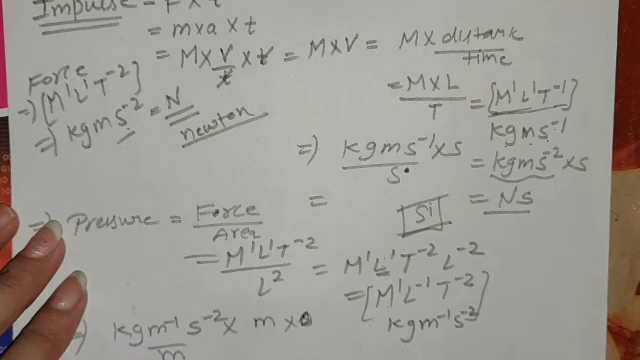 Impulse = F x t
= m x a x t
= M x V/t x t = M x V = M x distance/time
Force
⇒ [M¹L¹T⁻²]
⇒ kgms⁻² = N
newton
= M x L/T = [M¹L¹T⁻¹]
kgms⁻¹
⇒ kgms⁻¹ x s/s = kgms⁻² x s
= SI = Ns
⇒ Pressure = Force/Area
= M¹L¹T⁻²/L² = M¹L¹T⁻² L⁻²
= [M¹L⁻¹T⁻²]
kgm⁻¹s⁻²
⇒ kgm⁻¹s⁻² x m x
m